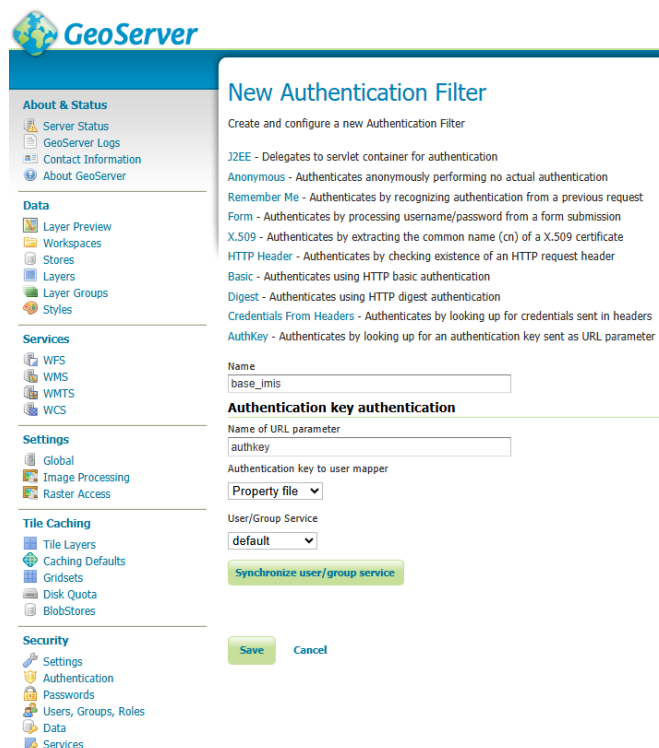 GeoServer
About & Status
Server Status
GeoServer Logs
Contact Information
About GeoServer
Data
Layer Preview
Workspaces
Stores
Layers
Layer Groups
Styles
Services
WFS
WMS
WMTS
WCS
Settings
Global
Image Processing
Raster Access
Tile Caching
Tile Layers
Caching Defaults
Gridsets
Disk Quota
BlobStores
Security
Settings
Authentication
Passwords
Users, Groups, Roles
Data
Services
New Authentication Filter
Create and configure a new Authentication Filter
J2EE - Delegates to servlet container for authentication
Anonymous - Authenticates anonymously performing no actual authentication
Remember Me - Authenticates by recognizing authentication from a previous request
Form - Authenticates by processing username/password from a form submission
X.509 - Authenticates by extracting the common name (cn) of a X.509 certificate
HTTP Header - Authenticates by checking existence of an HTTP request header
Basic - Authenticates using HTTP basic authentication
Digest - Authenticates using HTTP digest authentication
Credentials From Headers - Authenticates by looking up for credentials sent in headers
AuthKey - Authenticates by looking up for an authentication key sent as URL parameter
Name
base_imis
Authentication key authentication
Name of URL parameter
authkey
Authentication key to user mapper
Property file
User/Group Service
default
Synchronize user/group service
Save Cancel